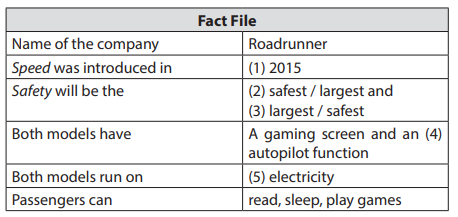 Fact File
Name of the company Roadrunner
Speed was introduced in (1) 2015
Safety will be the (2) safest / largest and
(3) largest / safest
Both models have A gaming screen and an (4)
autopilot function
Both models run on (5) electricity
Passengers can read, sleep, play games